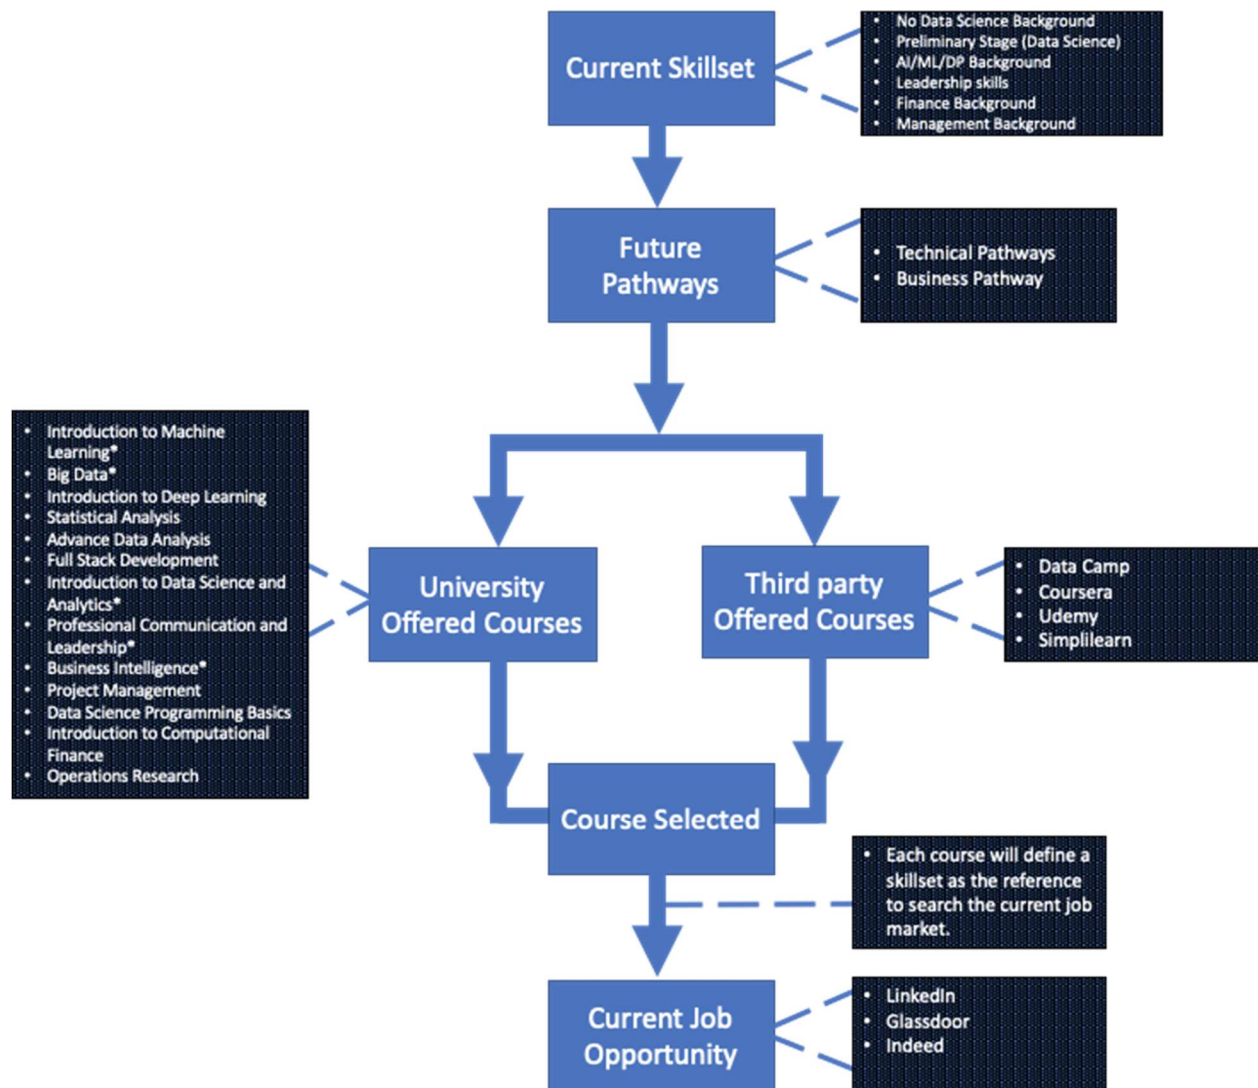 Current Skillset
• No Data Science Background
• Preliminary Stage (Data Science)
• AI/ML/DP Background
• Leadership skills
• Finance Background
• Management Background
Future
Pathways
• Technical Pathways
• Business Pathway
• Introduction to Machine
Learning*
• Big Data*
• Introduction to Deep Learning
• Statistical Analysis
• Advance Data Analysis
• Full Stack Development
• Introduction to Data Science and
Analytics*
• Professional Communication and
Leadership*
• Business Intelligence*
• Project Management
• Data Science Programming Basics
• Introduction to Computational
Finance
• Operations Research
University
Offered Courses
Third party
Offered Courses
• Data Camp
• Coursera
• Udemy
• Simplilearn
Course Selected
• Each course will define a
skillset as the reference
to search the current job
market.
Current Job
Opportunity
• LinkedIn
• Glassdoor
• Indeed